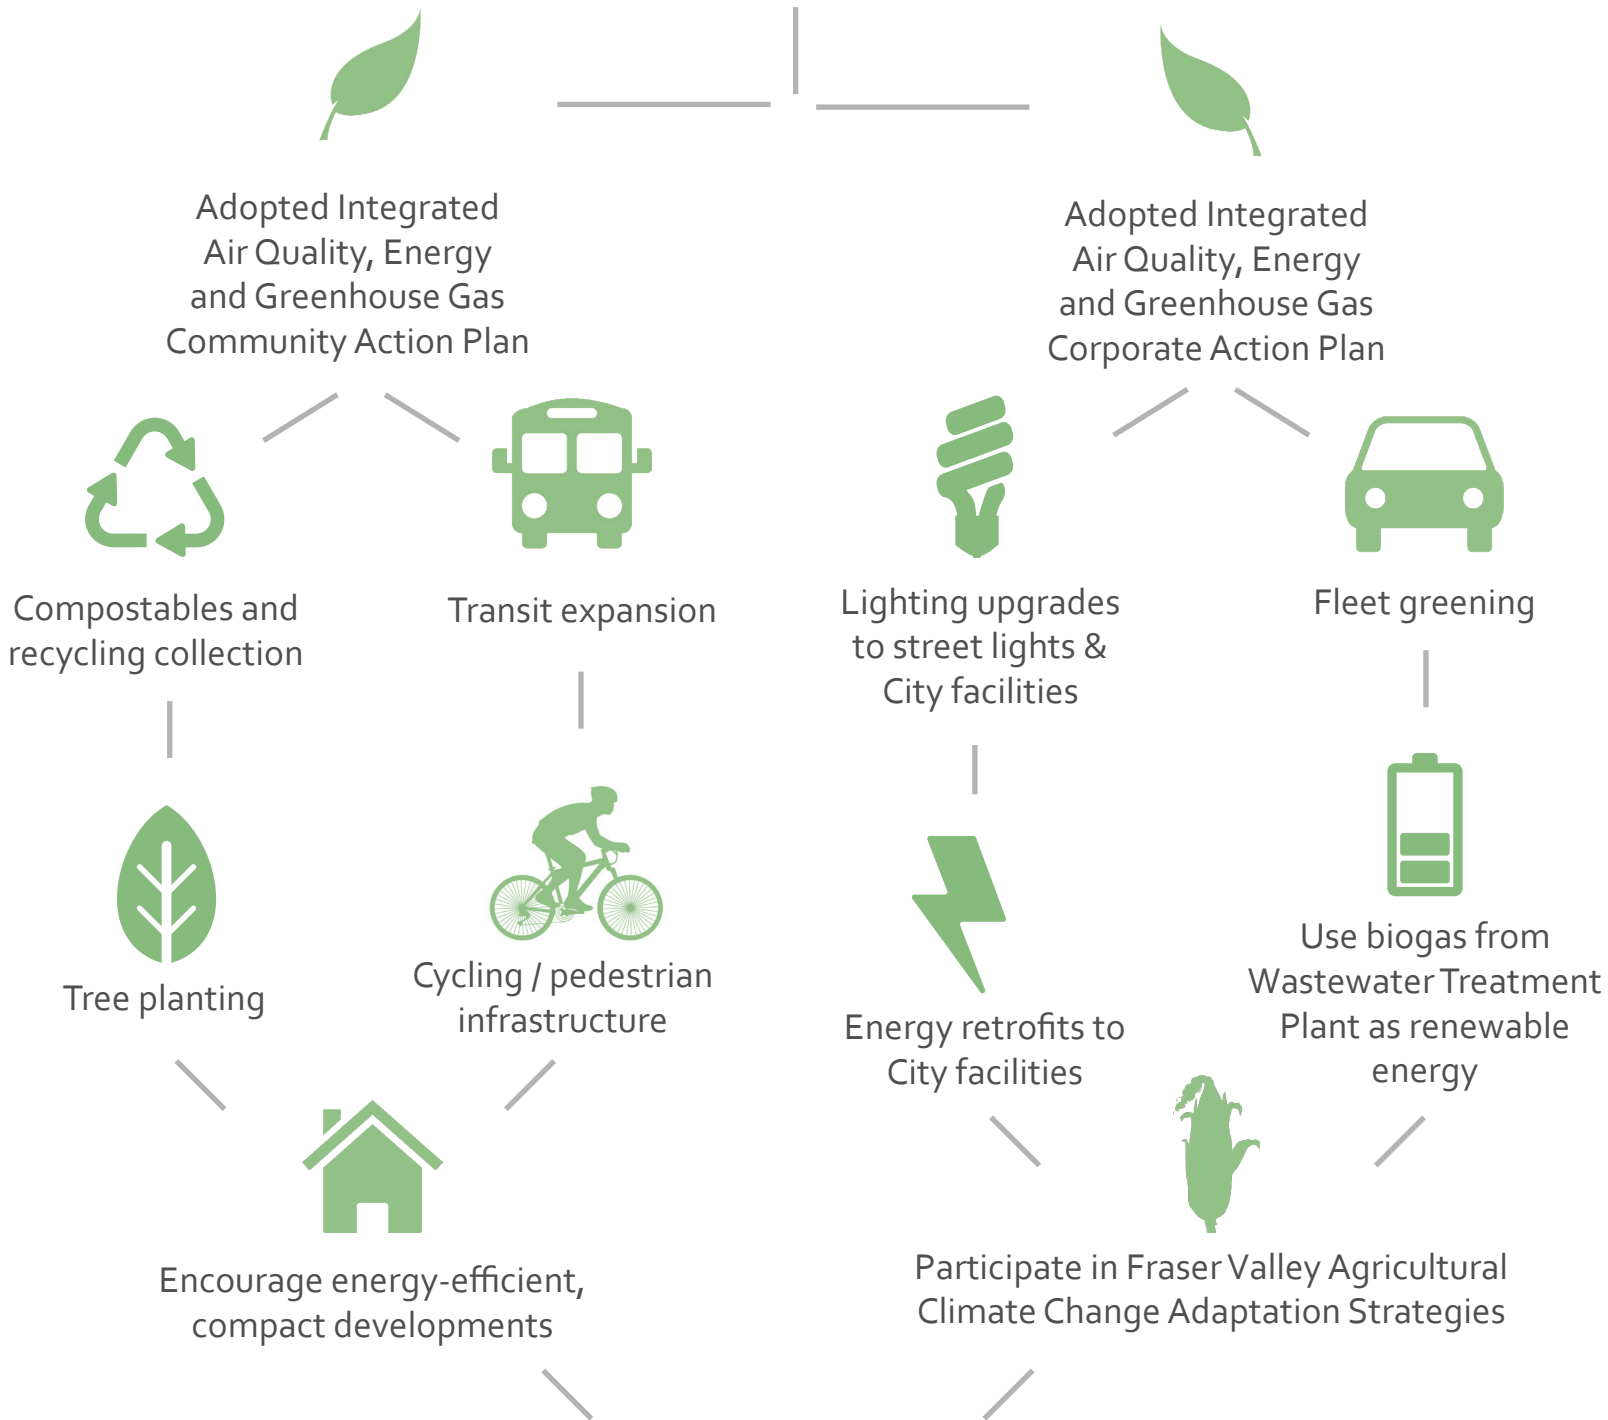 Adopted Integrated
Air Quality, Energy
and Greenhouse Gas
Community Action Plan
Adopted Integrated
Air Quality, Energy
and Greenhouse Gas
Corporate Action Plan
Compostables and
recycling collection
Transit expansion
Lighting upgrades
to street lights &
City facilities
Fleet greening
Tree planting
Cycling / pedestrian
infrastructure
Energy retrofits to
City facilities
Use biogas from
Wastewater Treatment
Plant as renewable
energy
Encourage energy-efficient,
compact developments
Participate in Fraser Valley Agricultural
Climate Change Adaptation Strategies